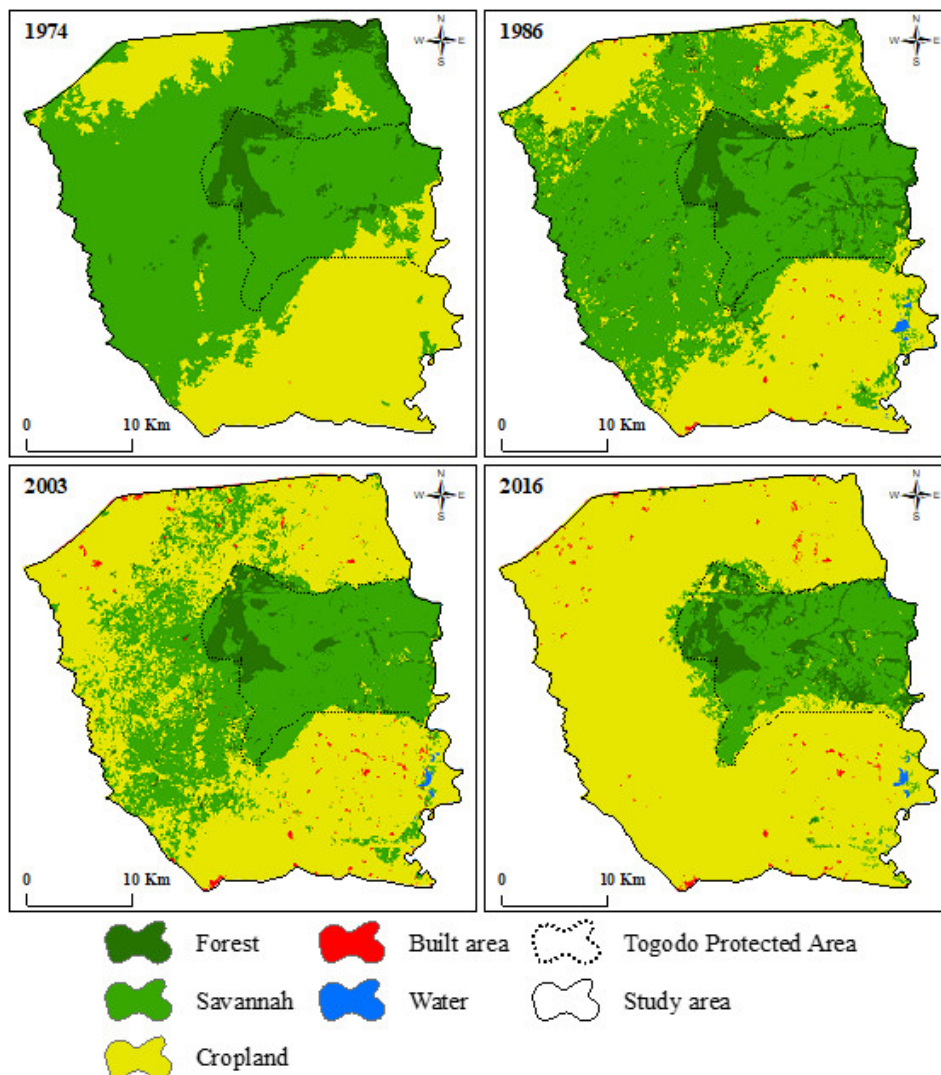 1974
N
W E
S
0 10 Km
1986
N
W E
S
0 10 Km
2003
N
W E
S
0 10 Km
2016
N
W E
S
0 10 Km
Forest Built area Togodo Protected Area
Savannah Water Study area
Cropland